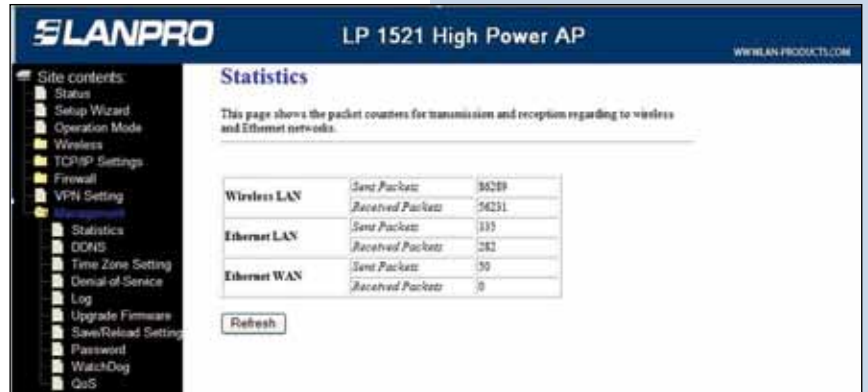 SLANPRO
LP 1521 High Power AP
WWW.LAN-PRODUCTS.COM
Site contents:
Status
Setup Wizard
Operation Mode
Wireless
TCP/IP Settings
Firewall
VPN Setting
Management
Statistics
DDNS
Time Zone Setting
Denial-of-Service
Log
Upgrade Firmware
Save/Reload Setting
Password
WatchDog
QoS
Statistics
This page shows the packet counters for transmission and reception regarding to wireless
and Ethernet networks.
Wireless LAN
Sent Packets 86289
Received Packets 56231
Ethernet LAN
Sent Packets 335
Received Packets 282
Ethernet WAN
Sent Packets 50
Received Packets 0
Refresh